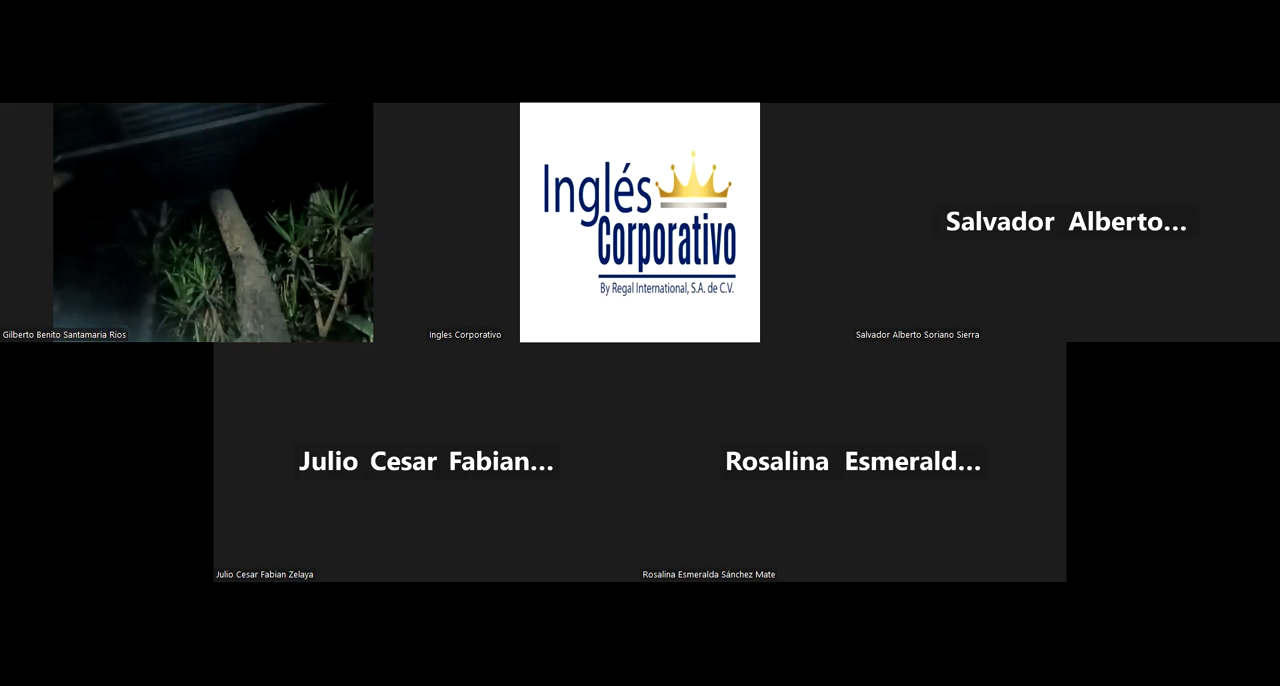 Inglés
Corporativo
By Regal International, S.A. de C.V.
Salvador Alberto...
Gilberto Benito Santamaria Rios
Ingles Corporativo
Salvador Alberto Soriano Sierra
Julio Cesar Fabian...
Rosalina Esmerald...
Julio Cesar Fabian Zelaya
Rosalina Esmeralda Sánchez Mate